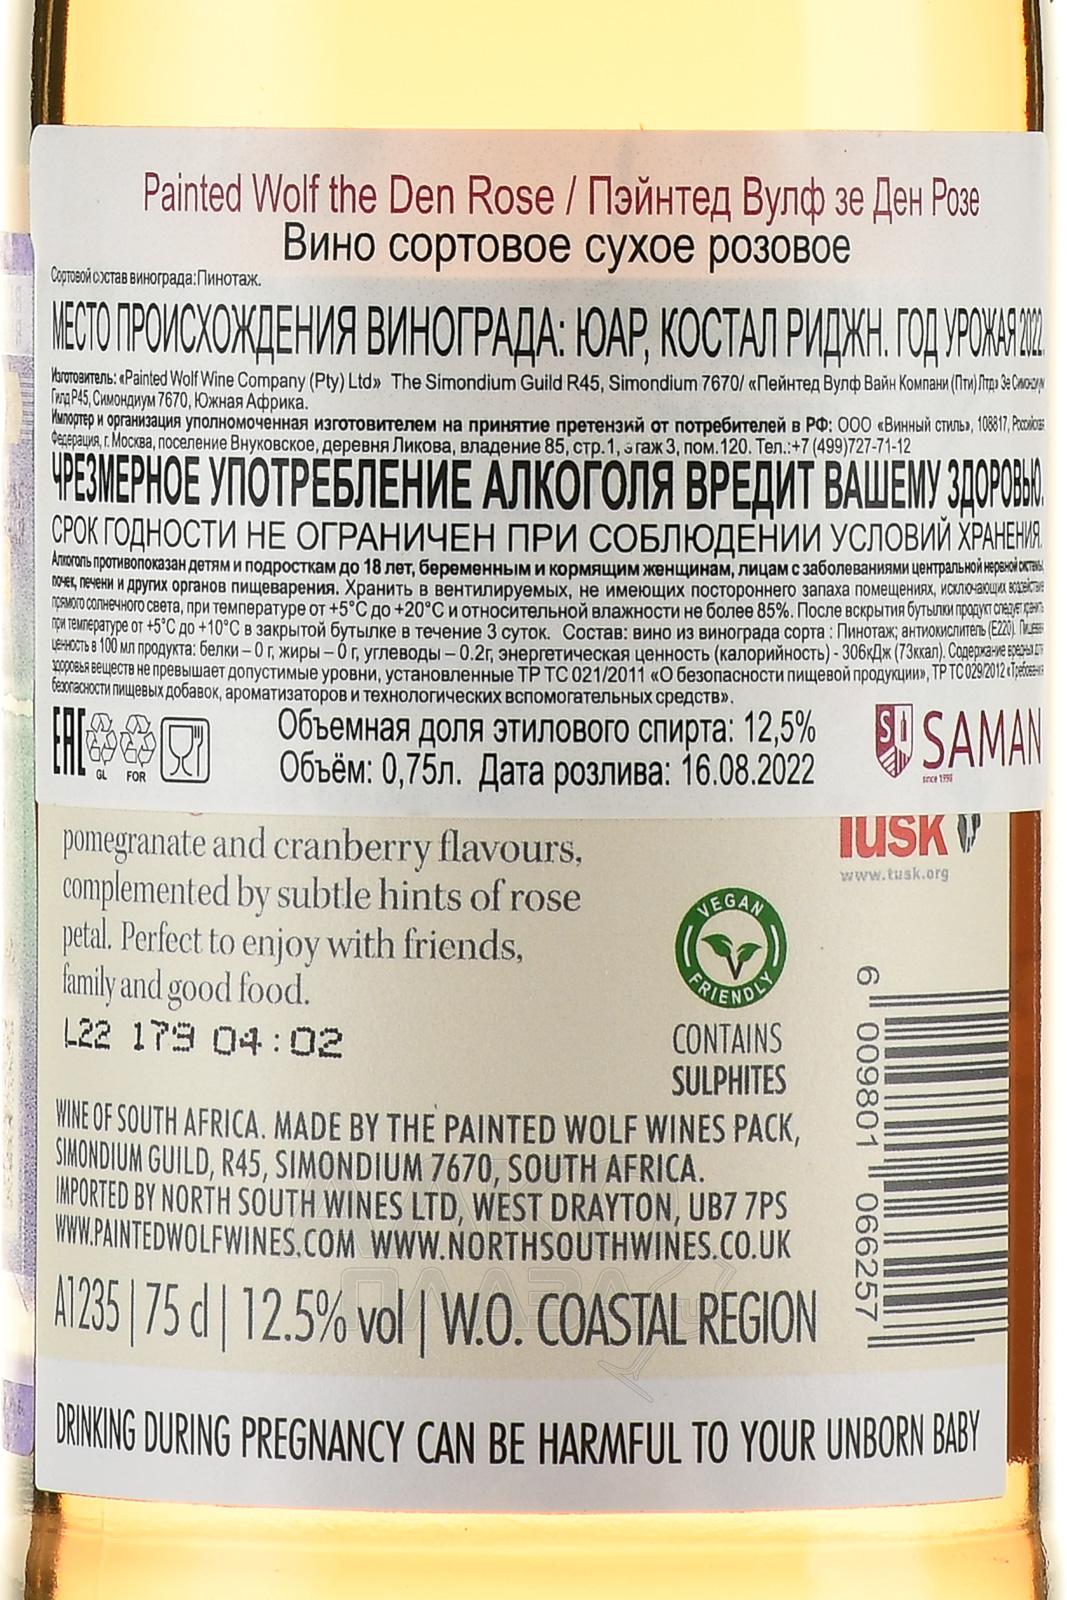 Painted Wolf the Den Rose / Пэйнтед Вулф зе Ден Розе
Вино сортовое сухое розовое
Сортовой состав винограда: Пинотаж.
МЕСТО ПРОИСХОЖДЕНИЯ ВИНОГРАДА: ЮАР, КОСТАЛ РИДЖН. ГОД УРОЖАЯ 2022.
Изготовитель: «Painted Wolf Wine Company (Pty) Ltd» The Simondium Guild R45, Simondium 7670/ «Пейнтед Вулф Вайн Компани (Пти) Лтд» Зе Симондиум
Гилд Р45, Симондиум 7670, Южная Африка.
Импортер и организация уполномоченная изготовителем на принятие претензий от потребителей в РФ: ООО «Винный стиль», 108817, Российская
Федерация, г. Москва, поселение Внуковское, деревня Ликова, владение 85, стр.1, этаж 3, пом.120. Тел.:+7 (499)727-71-12
ЧРЕЗМЕРНОЕ УПОТРЕБЛЕНИЕ АЛКОГОЛЯ ВРЕДИТ ВАШЕМУ ЗДОРОВЬЮ.
СРОК ГОДНОСТИ НЕ ОГРАНИЧЕН ПРИ СОБЛЮДЕНИИ УСЛОВИЙ ХРАНЕНИЯ.
Алкоголь противопоказан детям и подросткам до 18 лет, беременным и кормящим женщинам, лицам с заболеваниями центральной нервной системы,
почек, печени и других органов пищеварения. Хранить в вентилируемых, не имеющих постороннего запаха помещениях, исключающих воздействие
прямого солнечного света, при температуре от +5°С до +20°С и относительной влажности не более 85%. После вскрытия бутылки продукт следует хранить
при температуре от +5°С до +10°С в закрытой бутылке в течение 3 суток. Состав: вино из винограда сорта : Пинотаж; антиокислитель (Е220). Пищевая
ценность в 100 мл продукта: белки – 0 г, жиры – 0 г, углеводы – 0.2г, энергетическая ценность (калорийность) - 306кДж (73ккал). Содержание вредных для
здоровья веществ не превышает допустимые уровни, установленные ТР ТС 021/2011 «О безопасности пищевой продукции», ТР ТС 029/2012 «Требования
безопасности пищевых добавок, ароматизаторов и технологических вспомогательных средств».
EAC GL FOR
Объемная доля этилового спирта: 12,5%
Объём: 0,75л. Дата розлива: 16.08.2022
SAMAN
since 1998
TUSK
www.tusk.org
pomegranate and cranberry flavours,
complemented by subtle hints of rose
petal. Perfect to enjoy with friends,
family and good food.
L22 179 04:02
VEGAN
FRIENDLY
CONTAINS
SULPHITES
6 009801 066257
WINE OF SOUTH AFRICA. MADE BY THE PAINTED WOLF WINES PACK,
SIMONDIUM GUILD, R45, SIMONDIUM 7670, SOUTH AFRICA.
IMPORTED BY NORTH SOUTH WINES LTD, WEST DRAYTON, UB7 7PS
WWW.PAINTEDWOLFWINES.COM WWW.NORTHSOUTHWINES.CO.UK
A1235 | 75 cl | 12.5% vol | W.O. COASTAL REGION
DRINKING DURING PREGNANCY CAN BE HARMFUL TO YOUR UNBORN BABY